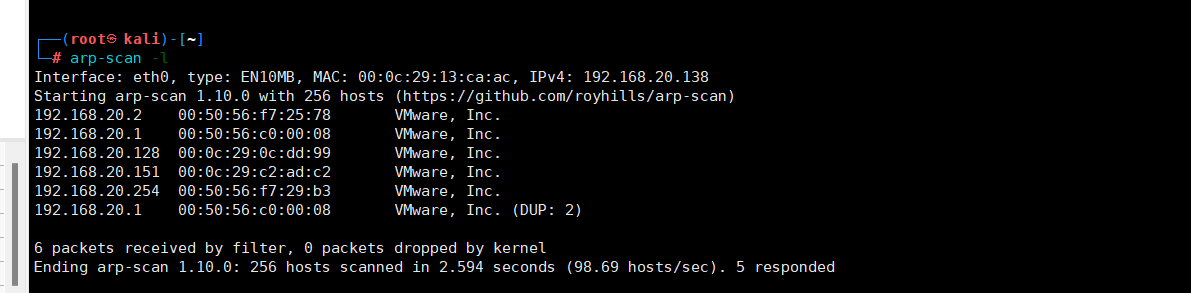 ┌──(root㉿kali)-[~]
└─# arp-scan -l
Interface: eth0, type: EN10MB, MAC: 00:0c:29:13:ca:ac, IPv4: 192.168.20.138
Starting arp-scan 1.10.0 with 256 hosts (https://github.com/royhills/arp-scan)
192.168.20.2    00:50:56:f7:25:78       VMware, Inc.
192.168.20.1    00:50:56:c0:00:08       VMware, Inc.
192.168.20.128  00:0c:29:0c:dd:99       VMware, Inc.
192.168.20.151  00:0c:29:c2:ad:c2       VMware, Inc.
192.168.20.254  00:50:56:f7:29:b3       VMware, Inc.
192.168.20.1    00:50:56:c0:00:08       VMware, Inc. (DUP: 2)
6 packets received by filter, 0 packets dropped by kernel
Ending arp-scan 1.10.0: 256 hosts scanned in 2.594 seconds (98.69 hosts/sec). 5 responded